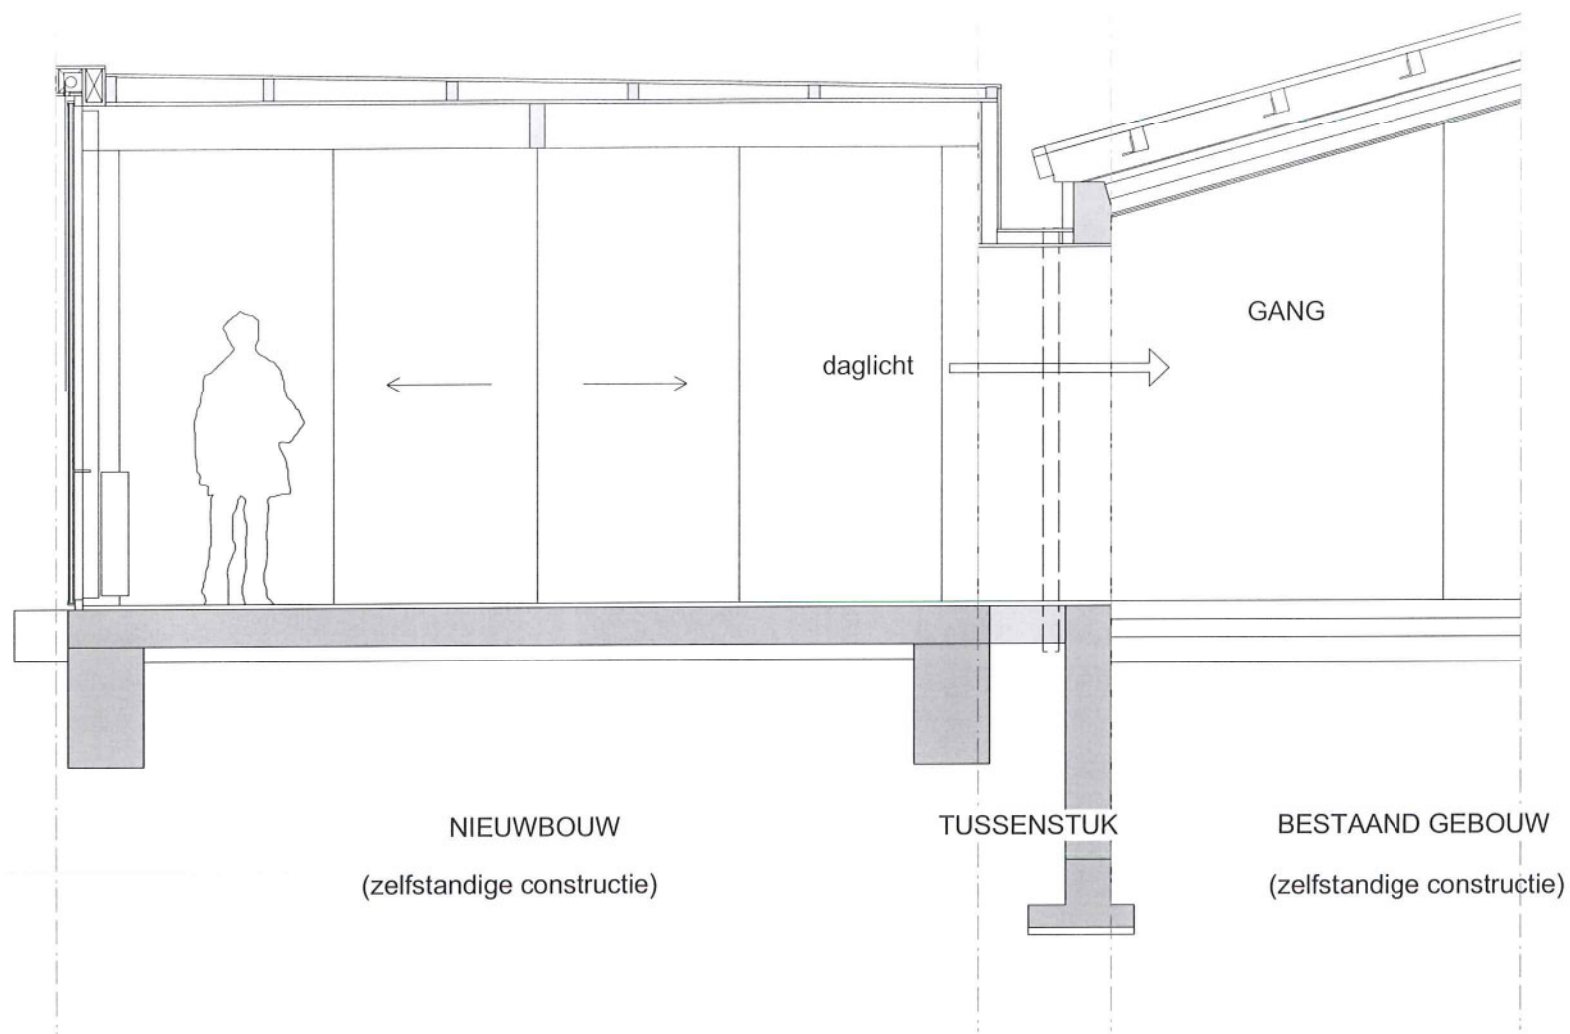 GANG
daglicht
NIEUWBOUW
TUSSENSTUK
BESTAAND GEBOUW
(zelfstandige constructie)
(zelfstandige constructie)